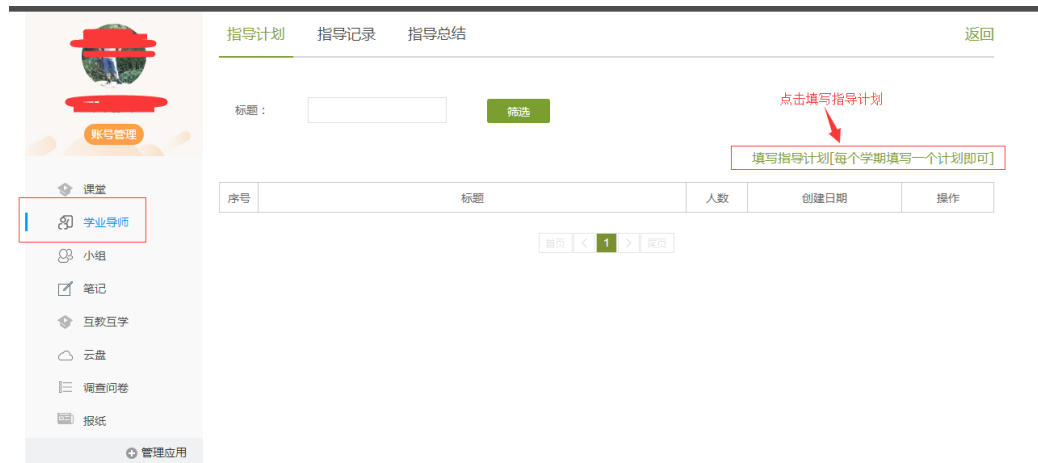 指导计划 指导记录 指导总结 返回
标题： 筛选
点击填写指导计划
填写指导计划[每个学期填写一个计划即可]
账号管理
课堂
学业导师
小组
笔记
互教互学
云盘
调查问卷
报纸
管理应用
序号 标题 人数 创建日期 操作
首页 < 1 > 尾页